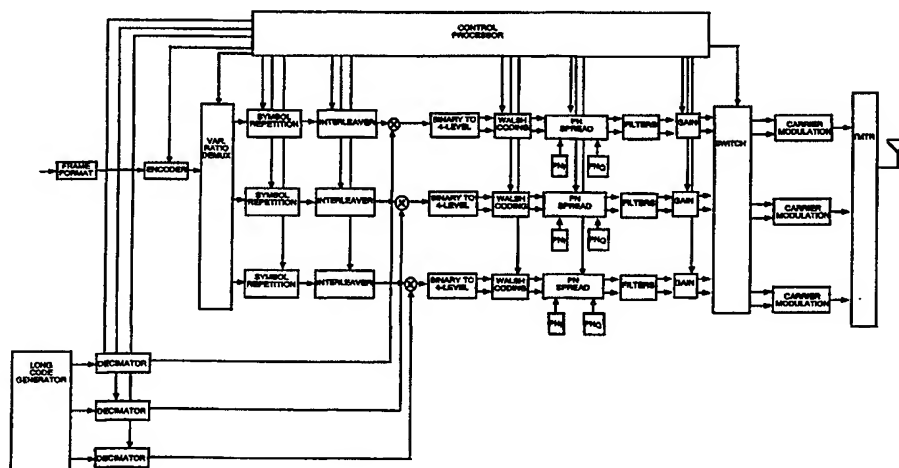 CONTROL
PROCESSOR
SYMBOL
REPETITION
INTERLEAVER
BINARY TO
4-LEVEL
WALSH
CODING
PN
SPREAD
FILTERS
GAIN
CARRIER
MODULATION
TMTR
VAR.
RATIO
DEMUX
SWITCH
FRAME
FORMAT
ENCODER
PNI
PNQ
SYMBOL
REPETITION
INTERLEAVER
BINARY TO
4-LEVEL
WALSH
CODING
PN
SPREAD
FILTERS
GAIN
CARRIER
MODULATION
PNI
PNQ
SYMBOL
REPETITION
INTERLEAVER
BINARY TO
4-LEVEL
WALSH
CODING
PN
SPREAD
FILTERS
GAIN
CARRIER
MODULATION
PNI
PNQ
LONG
CODE
GENERATOR
DECIMATOR
DECIMATOR
DECIMATOR